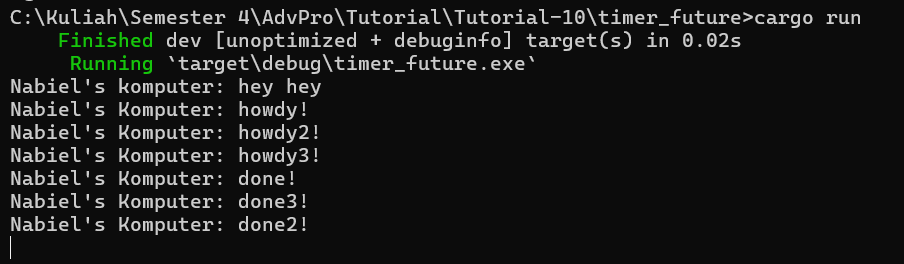 C:\Kuliah\Semester 4\AdvPro\Tutorial\Tutorial-10\timer_future>cargo run
Finished dev [unoptimized + debuginfo] target(s) in 0.02s
Running `target\debug\timer_future.exe`
Nabiel's komputer: hey hey
Nabiel's Komputer: howdy!
Nabiel's Komputer: howdy2!
Nabiel's Komputer: howdy3!
Nabiel's Komputer: done!
Nabiel's Komputer: done3!
Nabiel's Komputer: done2!